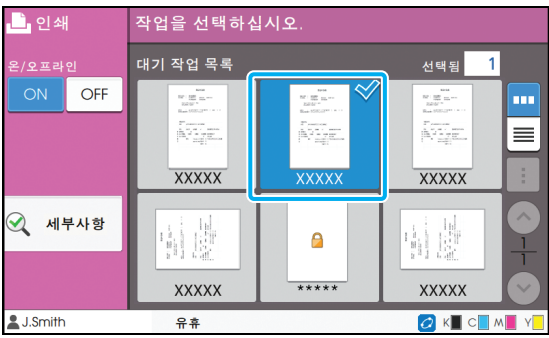 인쇄
작업을 선택하십시오.
온/오프라인
대기 작업 목록
선택됨 1
ON OFF
XXXXX XXXXX XXXXX
세부사항
1
1
XXXXX ***** XXXXX
J.Smith 유휴 K C M Y